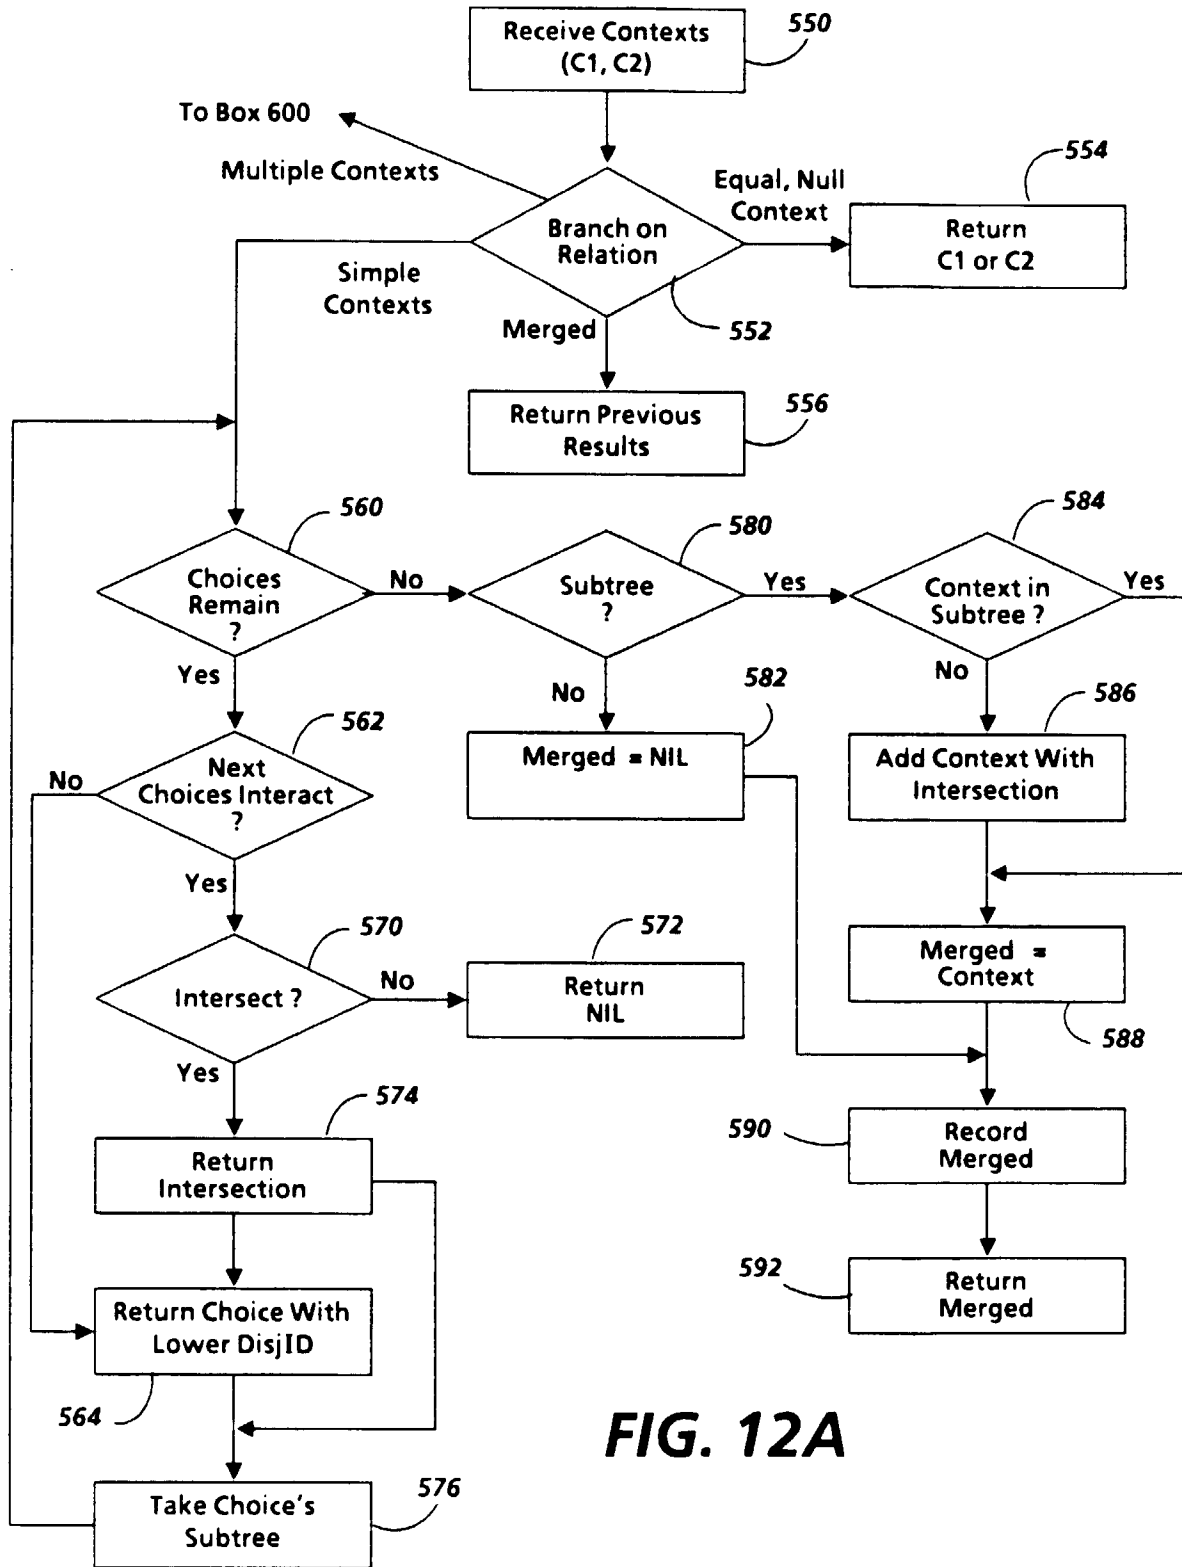 Receive Contexts
(C1, C2)
550
To Box 600
Multiple Contexts
Equal, Null
Context
554
Branch on
Relation
Return
C1 or C2
Simple
Contexts
Merged
552
Return Previous
Results
556
560
580
584
Choices
Remain
?
No
Subtree
?
Yes
Context in
Subtree ?
Yes
Yes
No
582
No
562
586
No
Next
Choices Interact
?
Merged = NIL
Add Context With
Intersection
Yes
570
572
Intersect ?
No
Return
NIL
Merged =
Context
588
Yes
574
590
Record
Merged
Return
Intersection
592
Return
Merged
Return Choice With
Lower DisjID
564
FIG. 12A
Take Choice's
Subtree
576